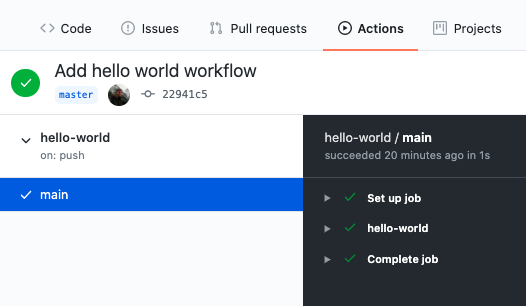 Code Issues Pull requests Actions Projects
Add hello world workflow
master 22941c5
hello-world
on: push
main
hello-world / main
succeeded 20 minutes ago in 1s
Set up job
hello-world
Complete job